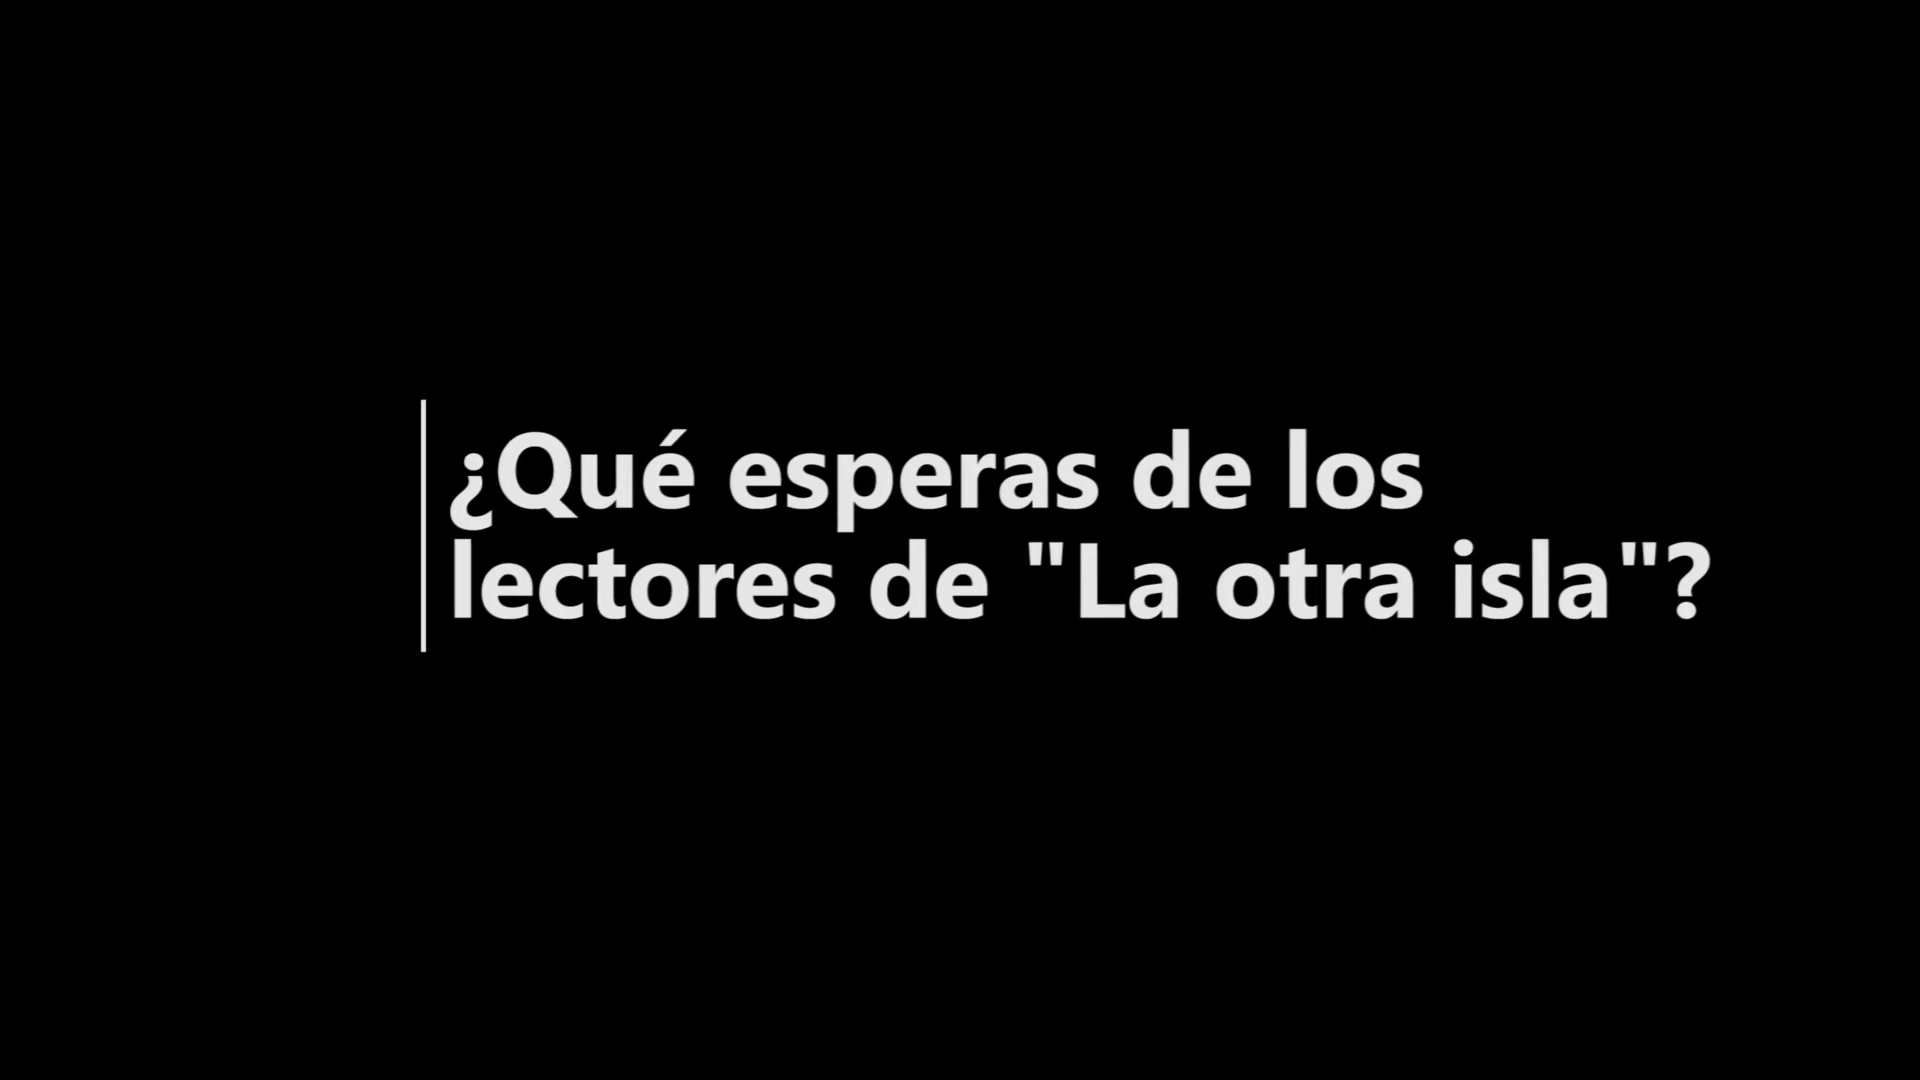 ¿Qué esperas de los
lectores de "La otra isla"?